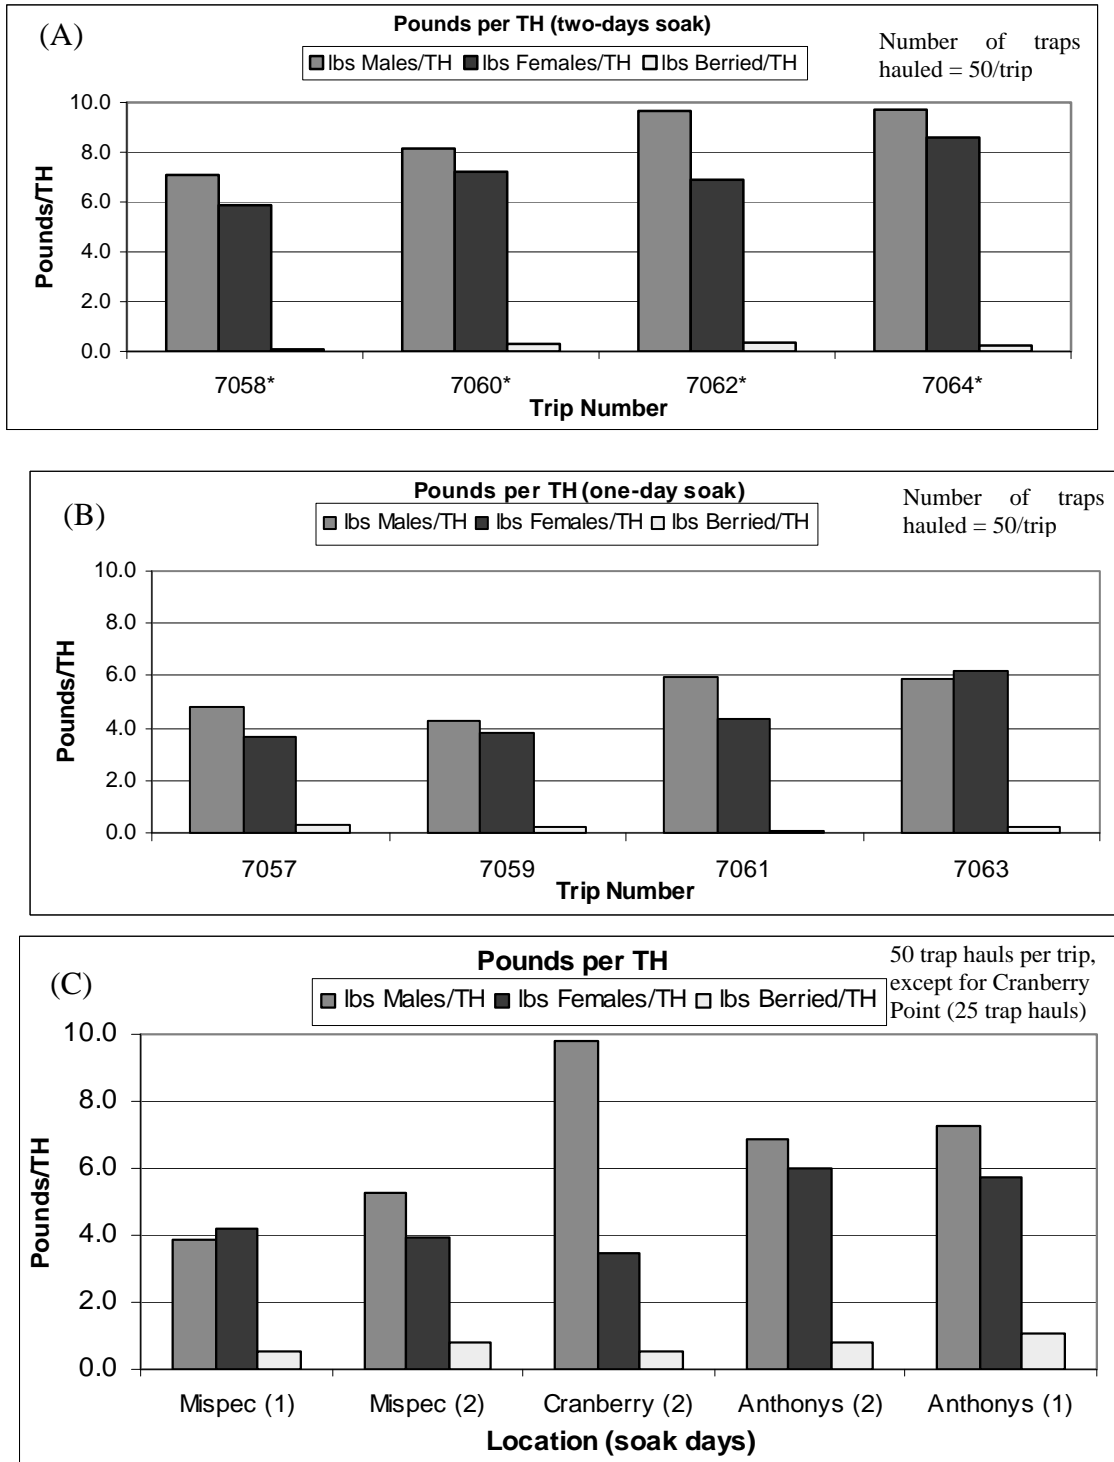 (A)
Pounds per TH (two-days soak)
lbs Males/TH lbs Females/TH lbs Berried/TH
Number of traps
hauled = 50/trip
10.0
8.0
6.0
4.0
2.0
0.0
Pounds/TH
7058* 7060* 7062* 7064*
Trip Number
(B)
Pounds per TH (one-day soak)
lbs Males/TH lbs Females/TH lbs Berried/TH
Number of traps
hauled = 50/trip
10.0
8.0
6.0
4.0
2.0
0.0
Pounds/TH
7057 7059 7061 7063
Trip Number
(C)
Pounds per TH
lbs Males/TH lbs Females/TH lbs Berried/TH
50 trap hauls per trip,
except for Cranberry
Point (25 trap hauls)
10.0
8.0
6.0
4.0
2.0
0.0
Pounds/TH
Mispec (1) Mispec (2) Cranberry (2) Anthonys (2) Anthonys (1)
Location (soak days)